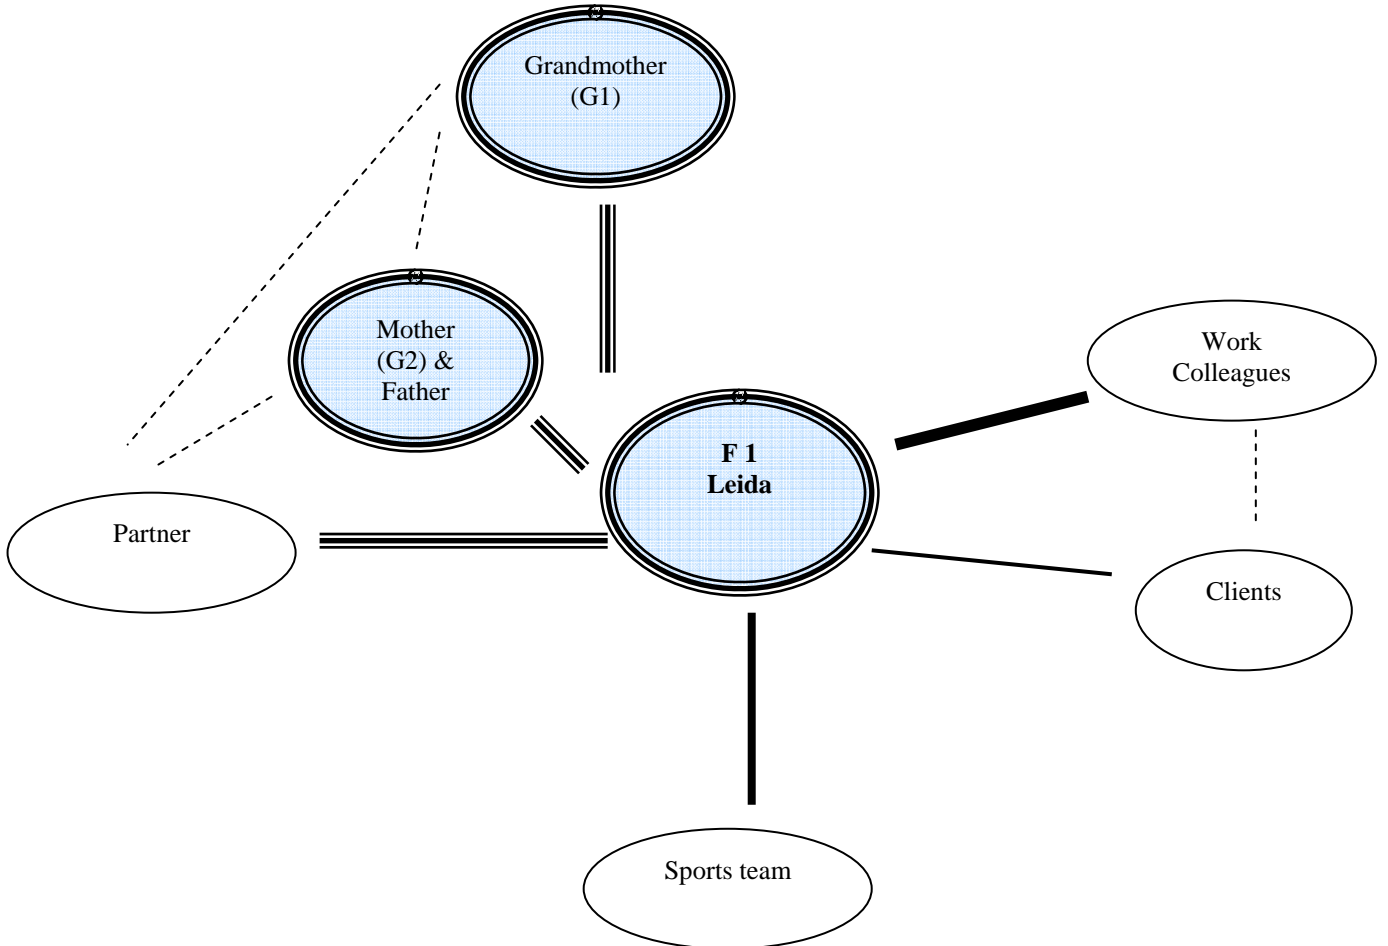 Grandmother
(G1)
Mother
(G2) &
Father
Work
Colleagues
F 1
Leida
Partner
Clients
Sports team